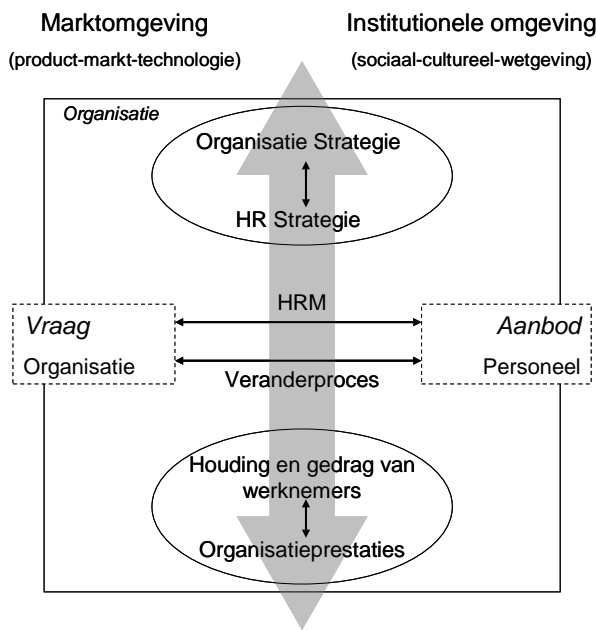 Marktomgeving
Institutionele omgeving
(product-markt-technologie)
(sociaal-cultureel-wetgeving)
Organisatie
Organisatie Strategie
HR Strategie
HRM
Vraag
Aanbod
Organisatie
Personeel
Veranderproces
Houding en gedrag van
werknemers
Organisatieprestaties